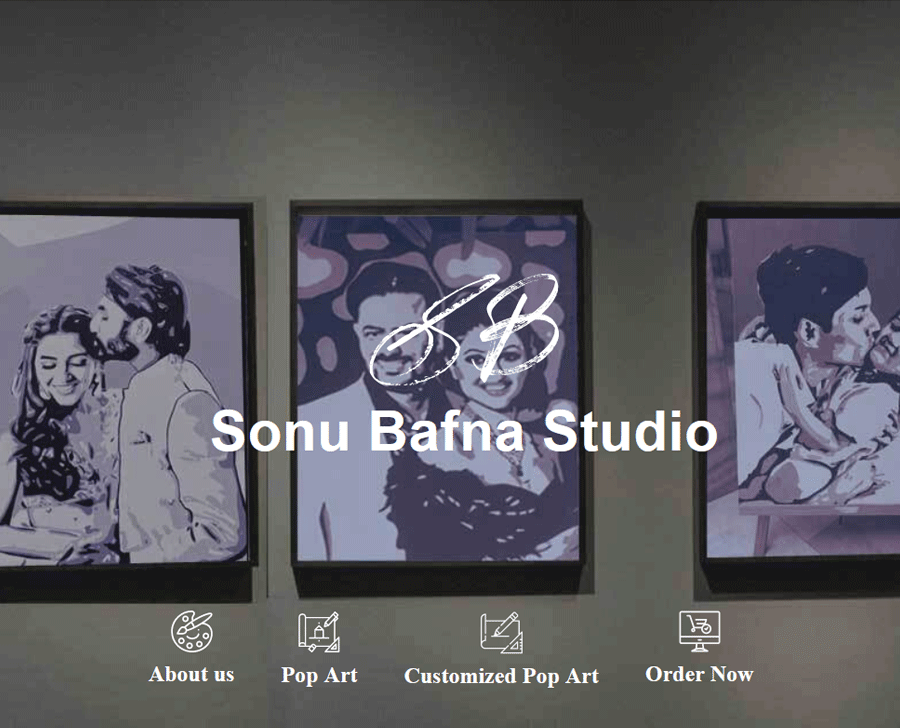 SB
Sonu Bafna Studio
About us
Pop Art
Customized Pop Art
Order Now